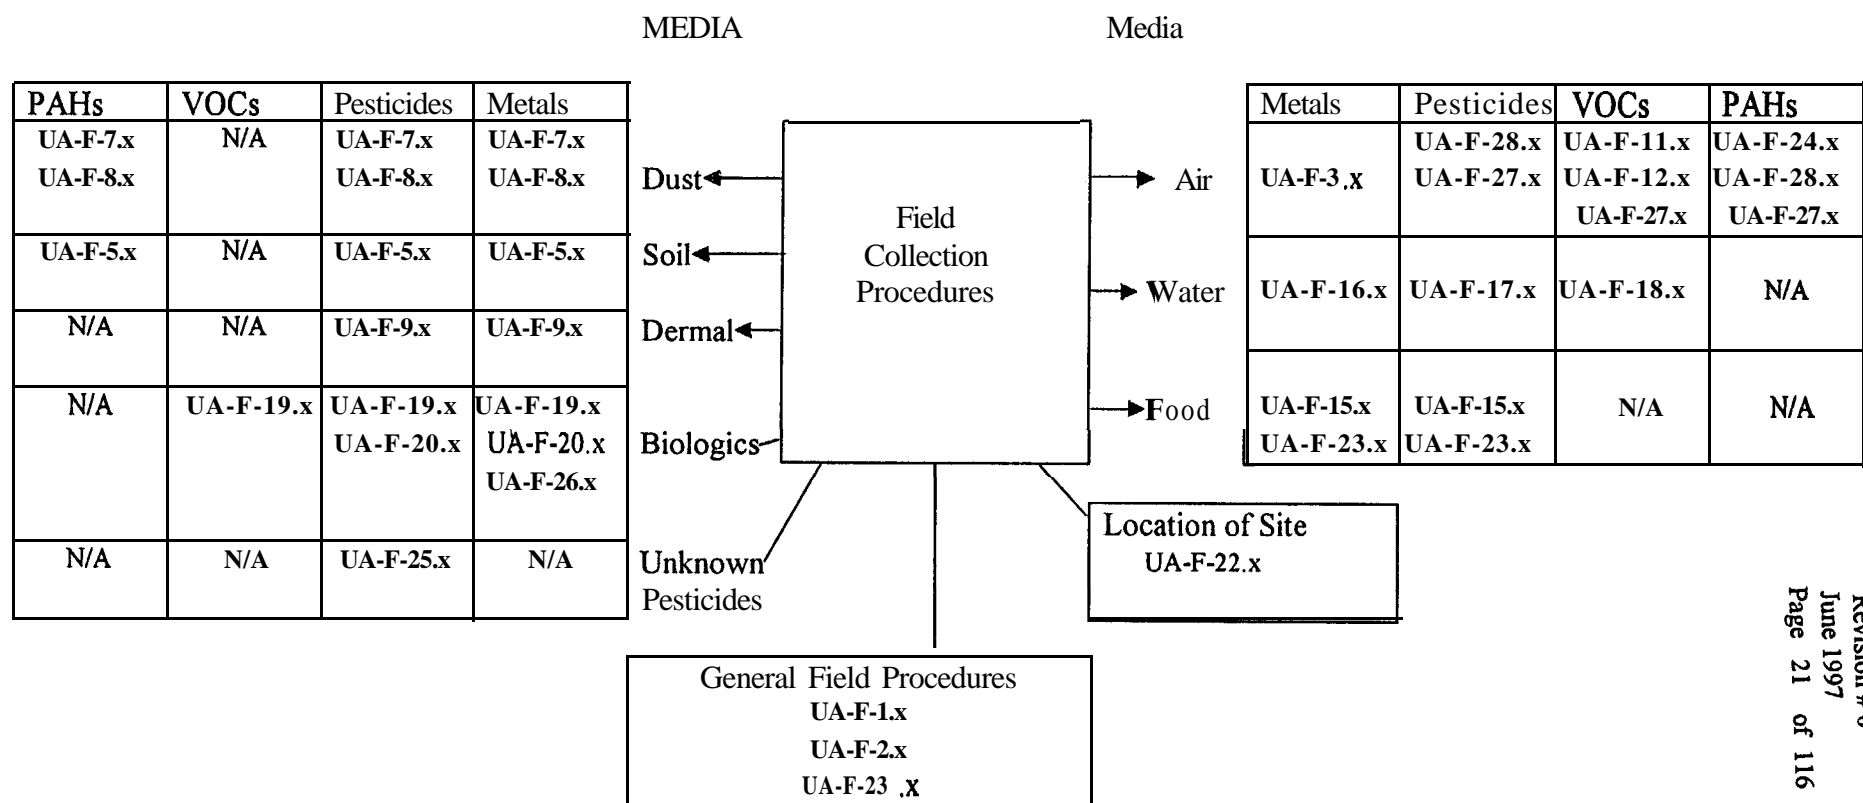 MEDIA
Media
PAHs VOCs Pesticides Metals
UA-F-7.x N/A UA-F-7.x UA-F-7.x
UA-F-8.x UA-F-8.x UA-F-8.x
UA-F-5.x N/A UA-F-5.x UA-F-5.x
N/A N/A UA-F-9.x UA-F-9.x
N/A UA-F-19.x UA-F-19.x UA-F-19.x
UA-F-20.x UA-F-20.x
UA-F-26.x
N/A N/A UA-F-25.x N/A
Dust
Soil
Dermal
Biologics
Unknown
Pesticides
Field
Collection
Procedures
Air
Water
Food
Metals Pesticides VOCs PAHs
UA-F-28.x UA-F-11.x UA-F-24.x
UA-F-3.x UA-F-27.x UA-F-12.x UA-F-28.x
UA-F-27.x UA-F-27.x
UA-F-16.x UA-F-17.x UA-F-18.x N/A
UA-F-15.x UA-F-15.x N/A N/A
UA-F-23.x UA-F-23.x
Location of Site
UA-F-22.x
General Field Procedures
UA-F-1.x
UA-F-2.x
UA-F-23 .x
Revision #
June 1997
Page 21 of 116